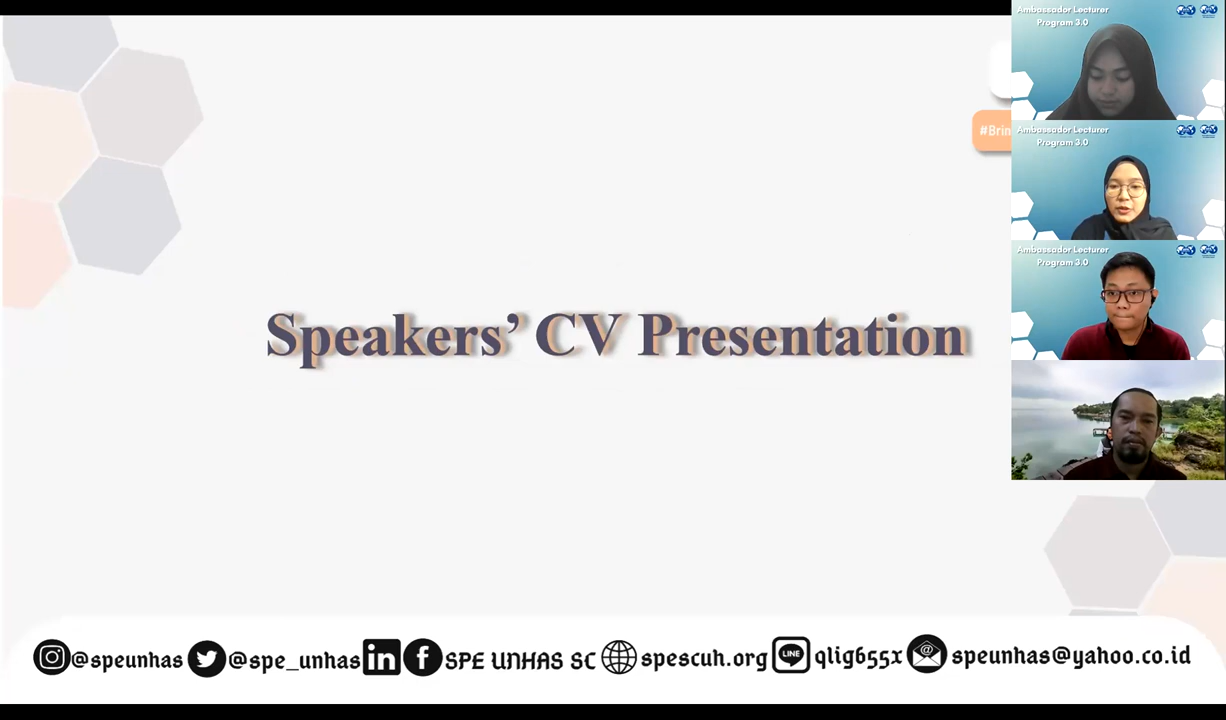 Speakers' CV Presentation
#Brin
Ambassador Lecturer
Program 3.0
Ambassador Lecturer
Program 3.0
Ambassador Lecturer
Program 3.0
@speunhas @spe_unhas SPE UNHAS SC spescuh.org LINE qlig655x @ speunhas@yahoo.co.id